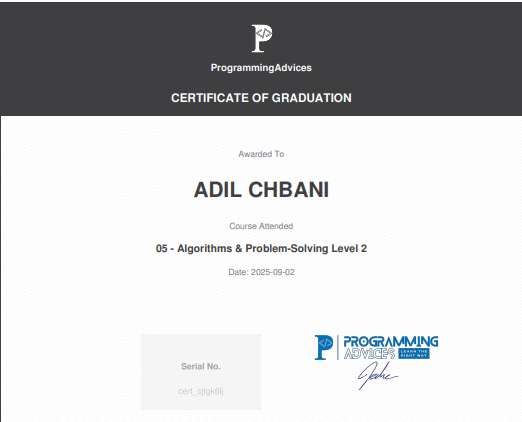 ProgrammingAdvices
CERTIFICATE OF GRADUATION
Awarded To
ADIL CHBANI
Course Attended
05 - Algorithms & Problem-Solving Level 2
Date: 2025-09-02
PROGRAMMING
ADVICES LEARN THE RIGHT WAY
Serial No.